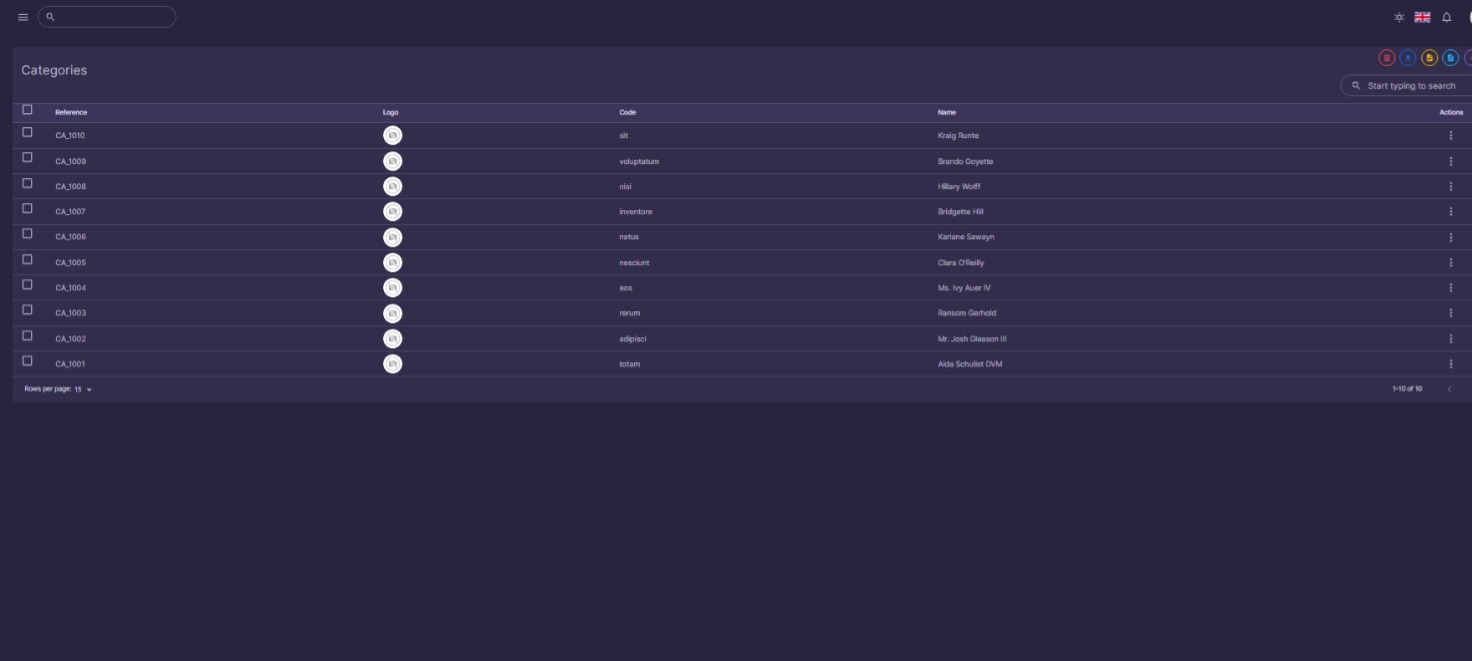 Categories
Start typing to search
Reference Logo Code Name Actions
CA_1010 sit Kraig Runte
CA_1009 voluptatum Brando Goyette
CA_1008 nisi Hillary Wolff
CA_1007 inventore Bridgette Hill
CA_1006 natus Kariane Sawayn
CA_1005 nesciunt Clara O'Reilly
CA_1004 eos Ms. Ivy Auer IV
CA_1003 rerum Ransom Gerhold
CA_1002 adipisci Mr. Josh Gleason III
CA_1001 totam Aida Schulist DVM
Rows per page: 15 1-10 of 10